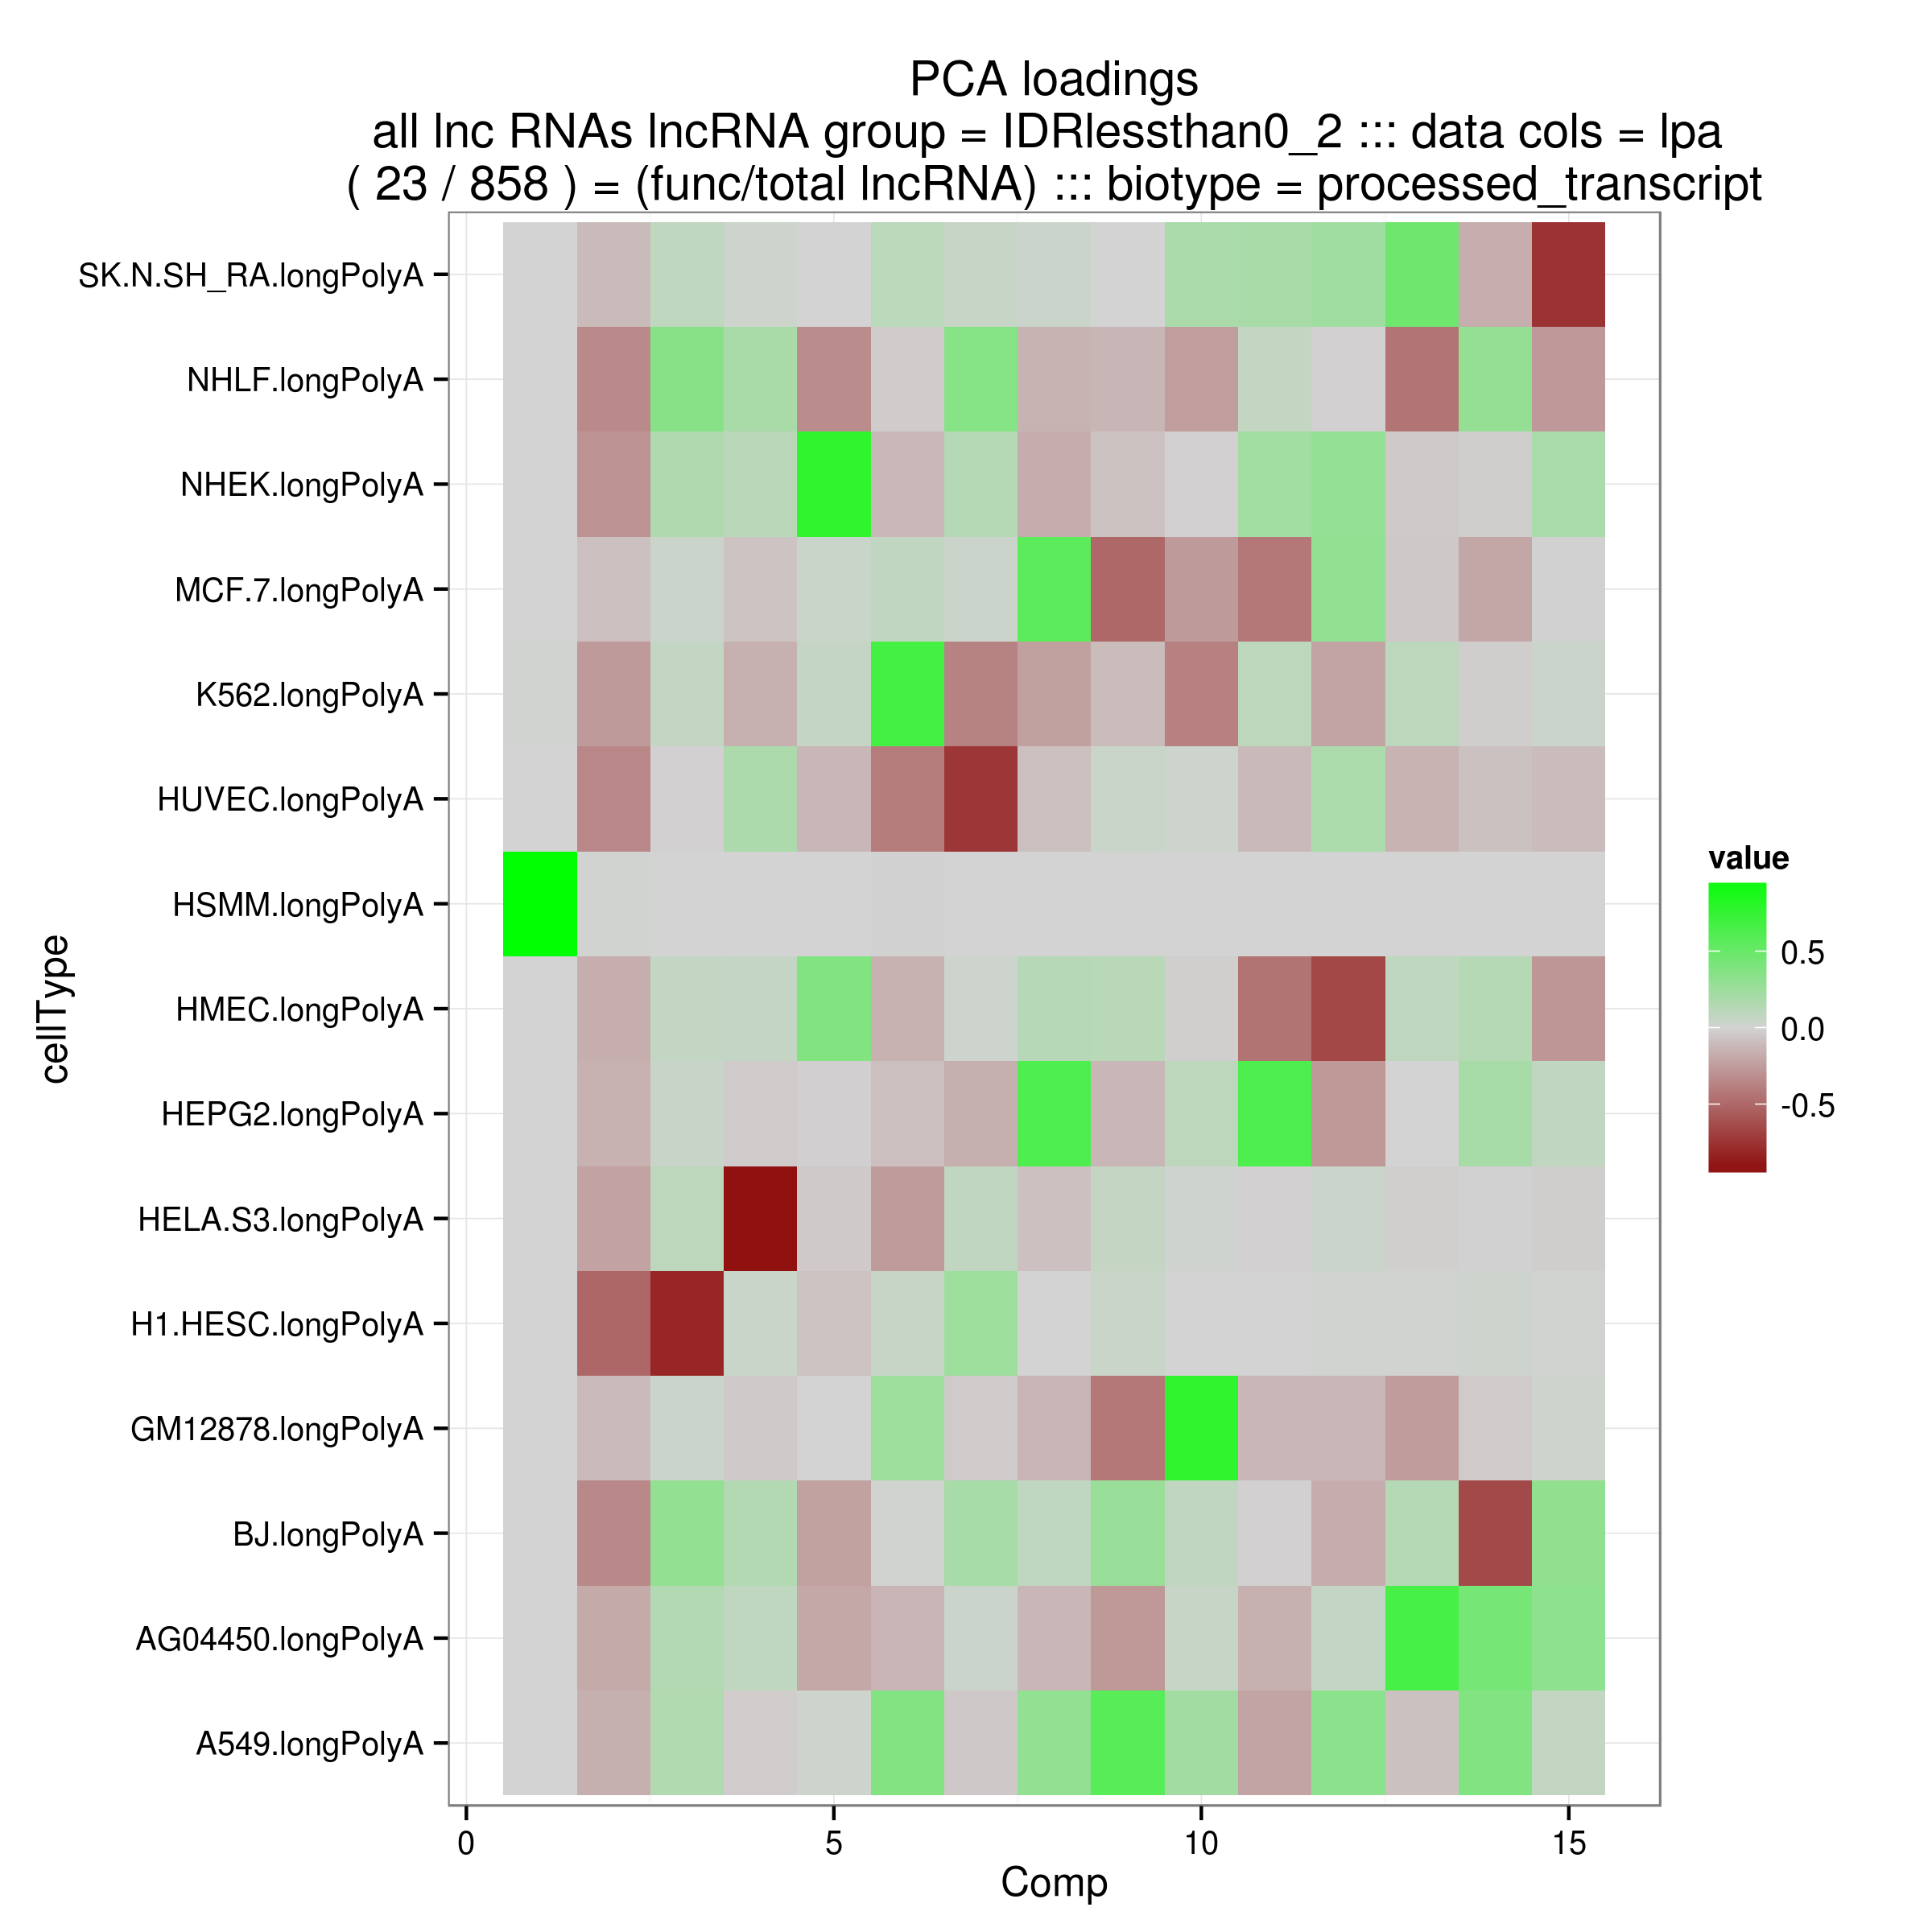 PCA loadings
all lnc RNAs lncRNA group = IDRlessthan0_2 ::: data cols = lpa
( 23 / 858 ) = (func/total lncRNA) ::: biotype = processed_transcript
SK.N.SH_RA.longPolyA
NHLF.longPolyA
NHEK.longPolyA
MCF.7.longPolyA
K562.longPolyA
HUVEC.longPolyA
HSMM.longPolyA
HMEC.longPolyA
HEPG2.longPolyA
HELA.S3.longPolyA
H1.HESC.longPolyA
GM12878.longPolyA
BJ.longPolyA
AG04450.longPolyA
A549.longPolyA
cellType
0 5 10 15
Comp
value
0.5
0.0
-0.5